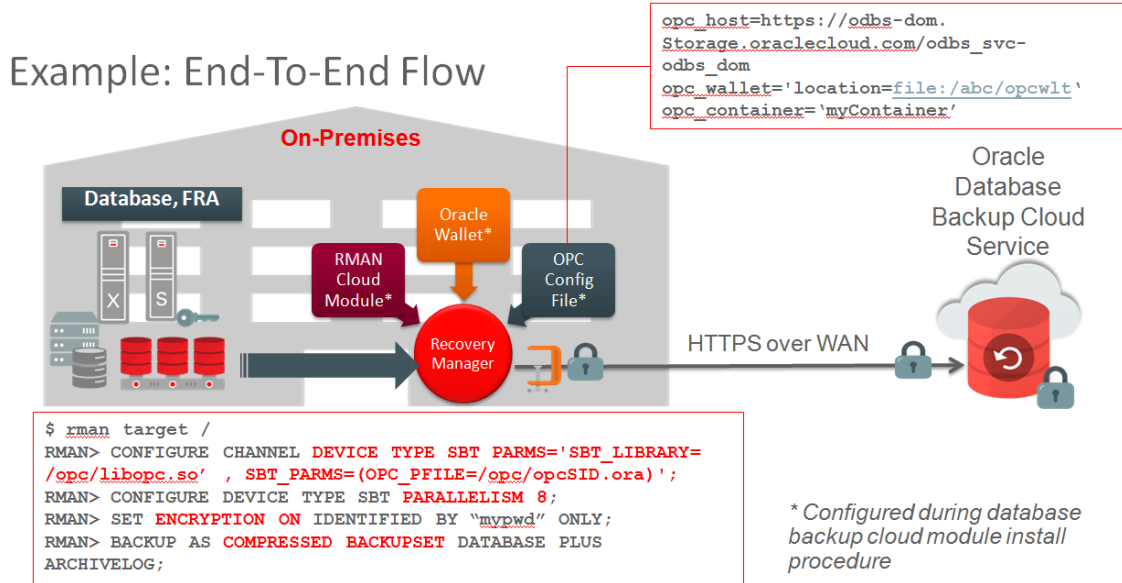 Example: End-To-End Flow
opc_host=https://odbs-dom.
Storage.oraclecloud.com/odbs_svc-
odbs_dom
opc_wallet='location=file:/abc/opcwlt‘
opc_container=‘myContainer’
On-Premises
Database, FRA
X
S
RMAN
Cloud
Module*
Oracle
Wallet*
OPC
Config
File*
Recovery
Manager
HTTPS over WAN
Oracle
Database
Backup Cloud
Service
$ rman target /
RMAN> CONFIGURE CHANNEL DEVICE TYPE SBT PARMS='SBT_LIBRARY=
/opc/libopc.so’ , SBT_PARMS=(OPC_PFILE=/opc/opcSID.ora)';
RMAN> CONFIGURE DEVICE TYPE SBT PARALLELISM 8;
RMAN> SET ENCRYPTION ON IDENTIFIED BY “mypwd” ONLY;
RMAN> BACKUP AS COMPRESSED BACKUPSET DATABASE PLUS
ARCHIVELOG;
* Configured during database
backup cloud module install
procedure